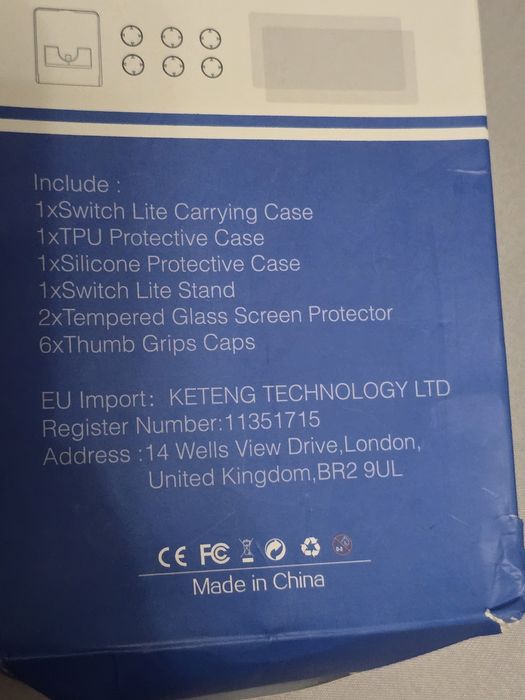 Include :
1xSwitch Lite Carrying Case
1xTPU Protective Case
1xSilicone Protective Case
1xSwitch Lite Stand
2xTempered Glass Screen Protector
6xThumb Grips Caps
EU Import: KETENG TECHNOLOGY LTD
Register Number:11351715
Address :14 Wells View Drive,London,
United Kingdom,BR2 9UL
CE FC
Made in China